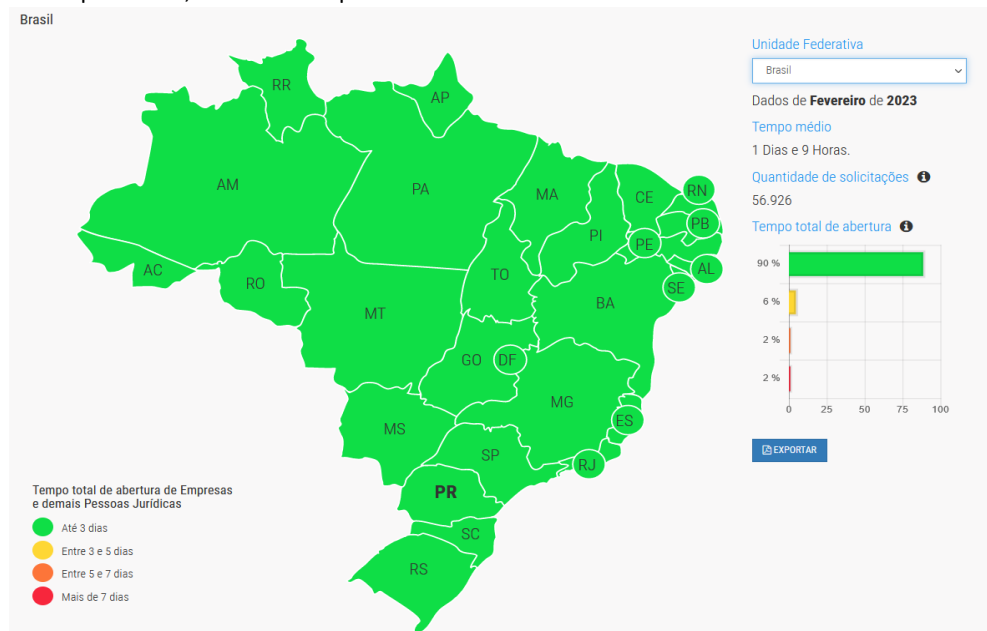 Brasil
Unidade Federativa
Brasil
Dados de Fevereiro de 2023
Tempo médio
1 Dias e 9 Horas.
Quantidade de solicitações
56.926
Tempo total de abertura
90 %
6 %
2 %
2 %
0 25 50 75 100
EXPORTAR
RR
AP
AM
PA
MA
CE
RN
PB
PI
PE
AC
RO
TO
AL
SE
BA
MT
GO
DF
MG
MS
ES
SP
RJ
PR
SC
RS
Tempo total de abertura de Empresas
e demais Pessoas Jurídicas
Até 3 dias
Entre 3 e 5 dias
Entre 5 e 7 dias
Mais de 7 dias